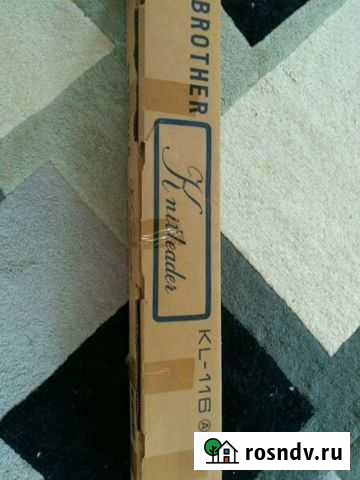 BROTHER
Knitleader
KL-116 A
rosndv.ru